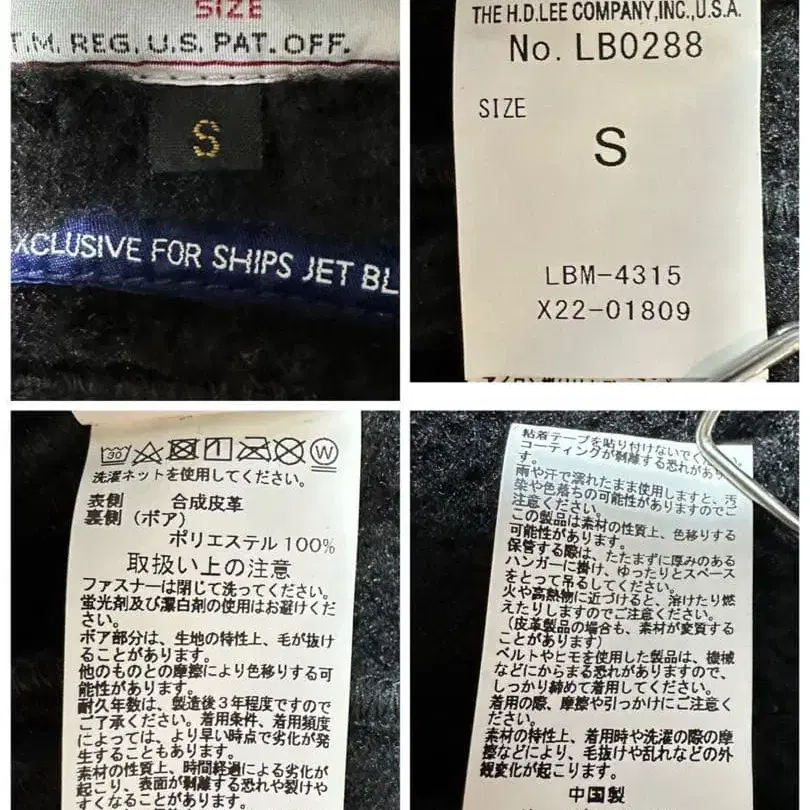 SIZE
T.M. REG. U.S. PAT. OFF.
S
EXCLUSIVE FOR SHIPS JET BL
THE H.D.LEE COMPANY,INC.,U.S.A.
No. LB0288
SIZE
S
LBM-4315
X22-01809
30
W
洗濯ネットを使用してください。
表側 合成皮革
裏側(ボア)
ポリエステル 100%
取扱い上の注意
ファスナーは閉じて洗ってください。
蛍光剤及び漂白剤の使用はお避けくだ
さい。
ボア部分は、生地の特性上、毛が抜け
ることがあります。
他のものとの摩擦により色移りする可
能性があります。
耐久年数は、製造後3年程度ですので
ご了承ください。着用条件、着用頻度
によっては、より早い時点で劣化が発
生することもあります。
素材の性質上、時間経過による劣化が
起こり、表面が剥離する恐れや裂けや
すくなることがあります。
粘着テープを貼り付けないでください。
コーティングが剥離する恐れがありま
す。
雨や汗で濡れたまま使用しますと、汚
染や色落ちの可能性がありますのでご
注意ください。
この製品は素材の性質上、色移りする
可能性があります。
保管する際は、たたまずに厚みのある
ハンガーに掛け、ゆったりとスペース
をとって吊るしてください。
火や高熱物に近づけると、溶けたり燃
えたりしますのでご注意ください。
(皮革製品の場合も、素材が変質する
ことがあります)
ベルトやヒモを使用した製品は、機械
などにからまる恐れがありますので、
しっかり締めて着用してください。
着用の際、摩擦や引っかけにご注意く
ださい。
素材の特性上、着用時や洗濯の際の摩
擦などにより、毛抜けや乱れなどの外
観変化が起こります。
中国製